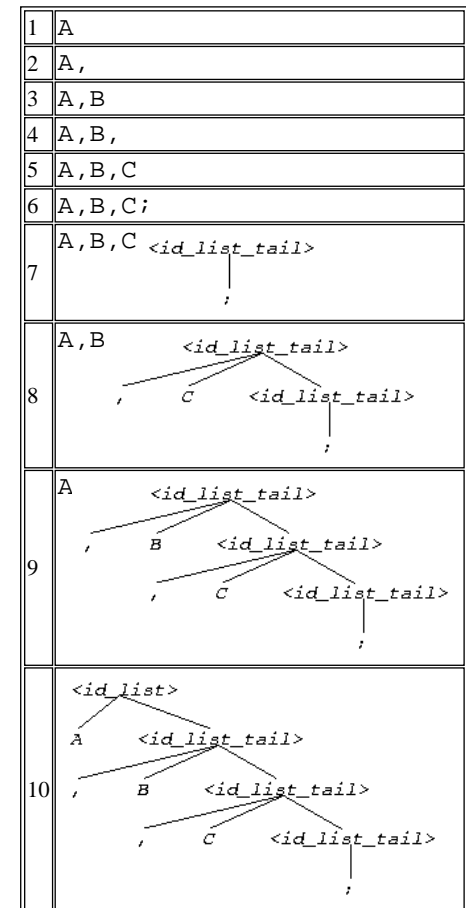 1 A
2 A,
3 A,B
4 A,B,
5 A,B,C
6 A,B,C;
A,B,C <id_list_tail>
7
;
A,B <id_list_tail>
8 , C <id_list_tail>
;
A <id_list_tail>
, B <id_list_tail>
9 , C <id_list_tail>
;
<id_list>
A <id_list_tail>
10 , B <id_list_tail>
, C <id_list_tail>
;